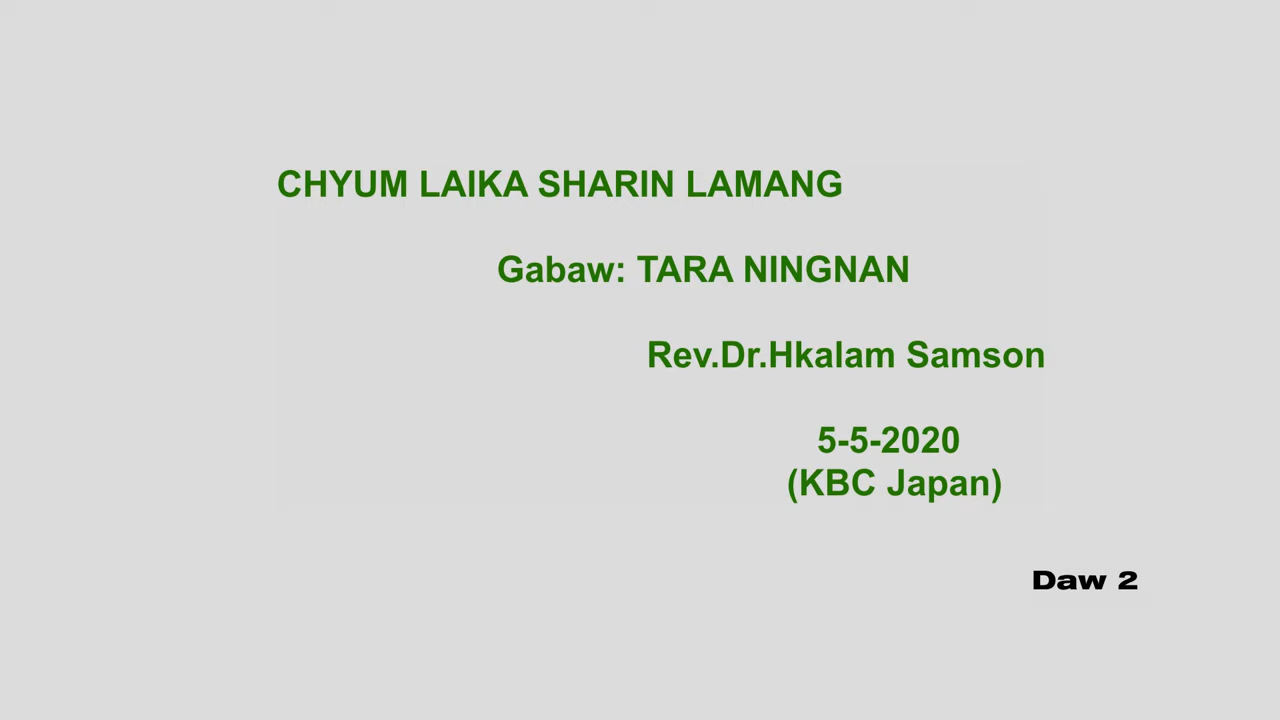 CHYUM LAIKA SHARIN LAMANG
Gabaw: TARA NINGNAN
Rev.Dr.Hkalam Samson
5-5-2020
(KBC Japan)
Daw 2